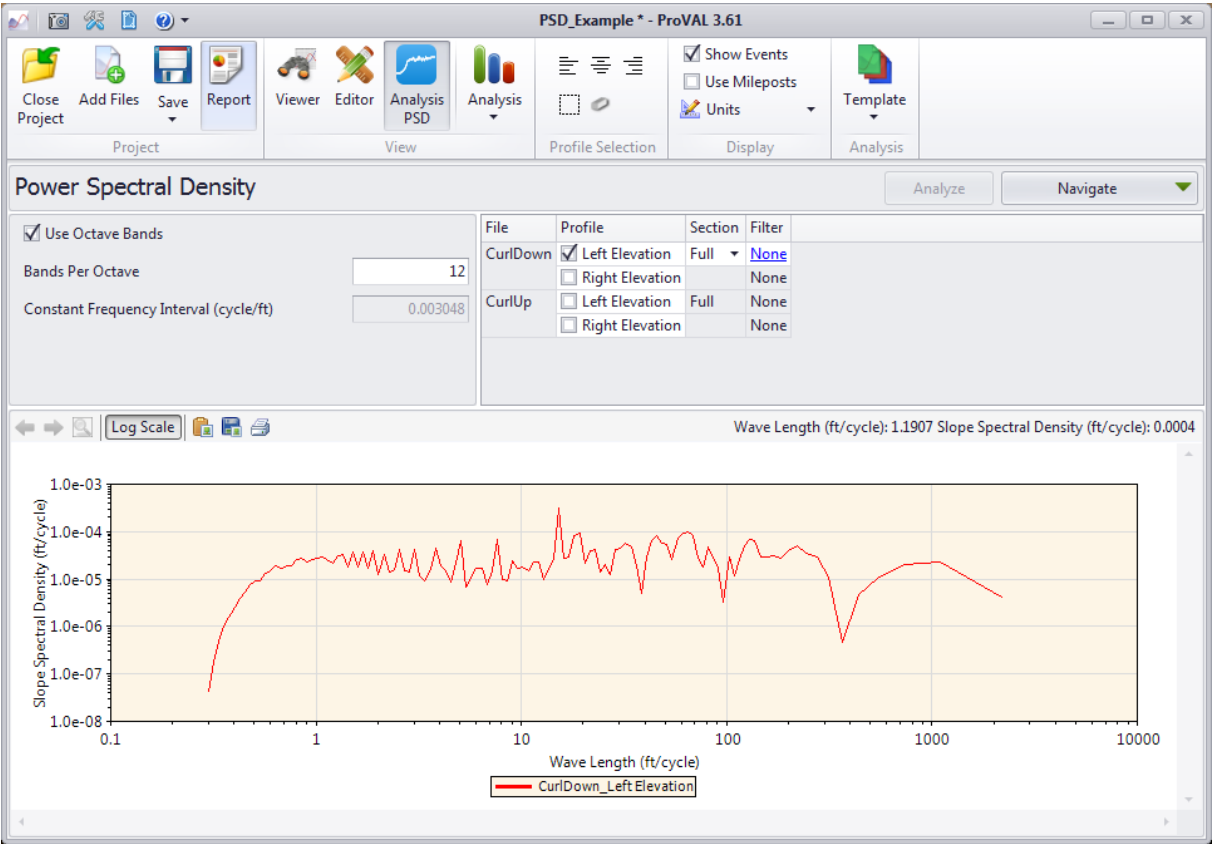 PSD_Example * - ProVAL 3.61
Close Project
Add Files
Save
Report
Project
Viewer
Editor
Analysis PSD
Analysis
View
Profile Selection
Show Events
Use Mileposts
Units
Display
Template
Analysis
Power Spectral Density
Analyze
Navigate
Use Octave Bands
Bands Per Octave 12
Constant Frequency Interval (cycle/ft) 0.003048
File Profile Section Filter
CurlDown Left Elevation Full None
Right Elevation None
CurlUp Left Elevation Full None
Right Elevation None
Log Scale
Wave Length (ft/cycle): 1.1907 Slope Spectral Density (ft/cycle): 0.0004
Slope Spectral Density (ft/cycle)
1.0e-03
1.0e-04
1.0e-05
1.0e-06
1.0e-07
1.0e-08
0.1 1 10 100 1000 10000
Wave Length (ft/cycle)
CurlDown_Left Elevation